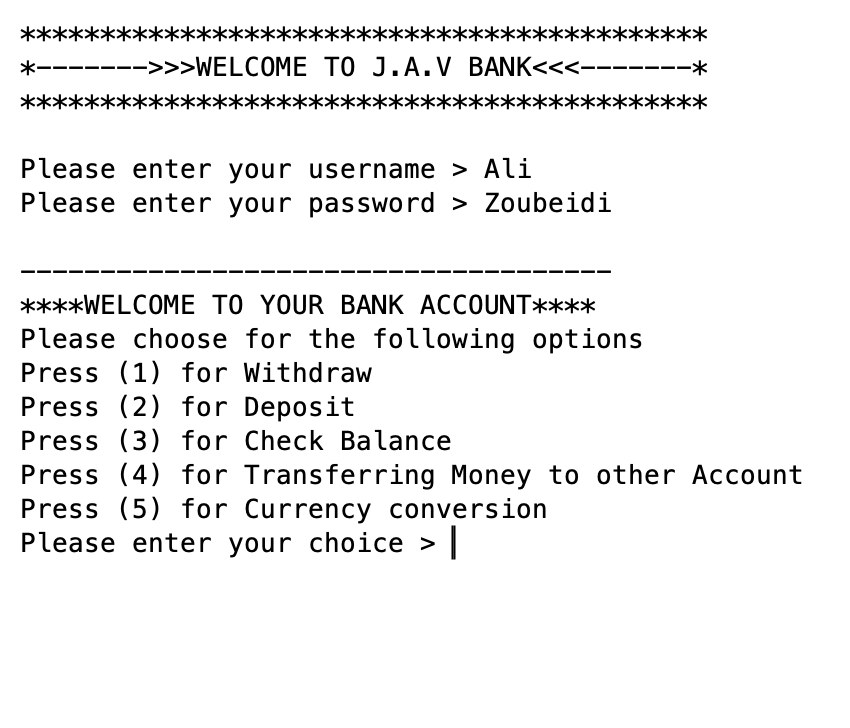 *******************************************
*------->>>WELCOME TO J.A.V BANK<<<-------*
*******************************************
Please enter your username > Ali
Please enter your password > Zoubeidi
-------------------------------------
****WELCOME TO YOUR BANK ACCOUNT****
Please choose for the following options
Press (1) for Withdraw
Press (2) for Deposit
Press (3) for Check Balance
Press (4) for Transferring Money to other Account
Press (5) for Currency conversion
Please enter your choice >